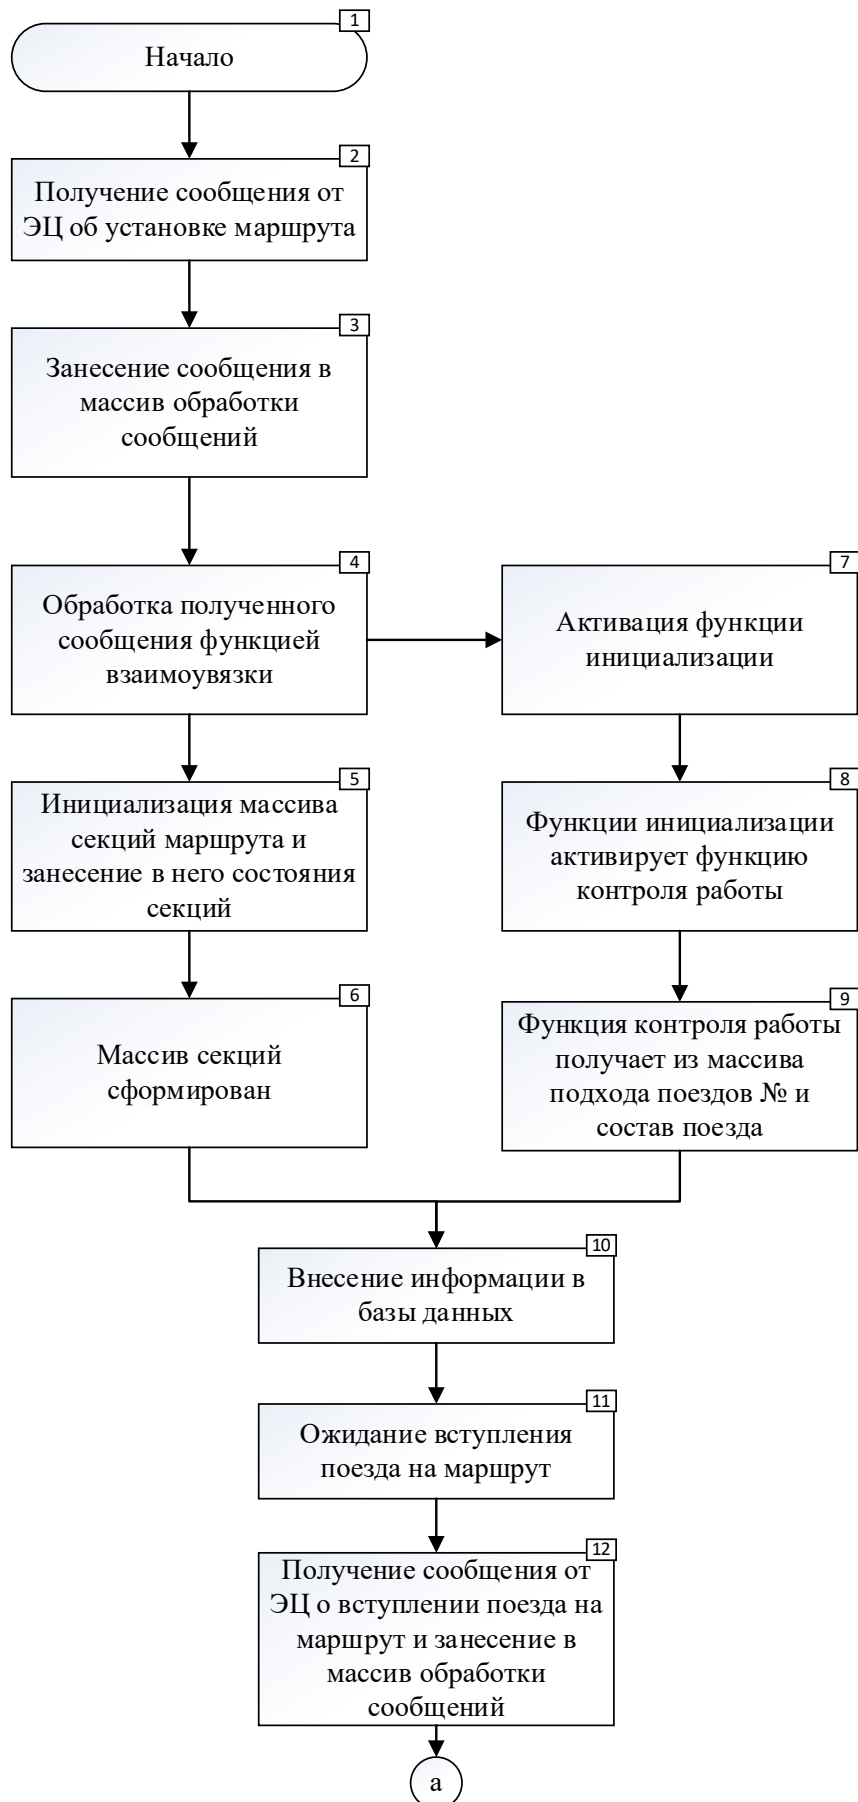 1
Начало
2
Получение сообщения от
ЭЦ об установке маршрута
3
Занесение сообщения в
массив обработки
сообщений
4
Обработка полученного
сообщения функцией
взаимоувязки
5
Инициализация массива
секций маршрута и
занесение в него состояния
секций
6
Массив секций
сформирован
7
Активация функции
инициализации
8
Функции инициализации
активирует функцию
контроля работы
9
Функция контроля работы
получает из массива
подхода поездов № и
состав поезда
10
Внесение информации в
базы данных
11
Ожидание вступления
поезда на маршрут
12
Получение сообщения от
ЭЦ о вступлении поезда на
маршрут и занесение в
массив обработки
сообщений
а